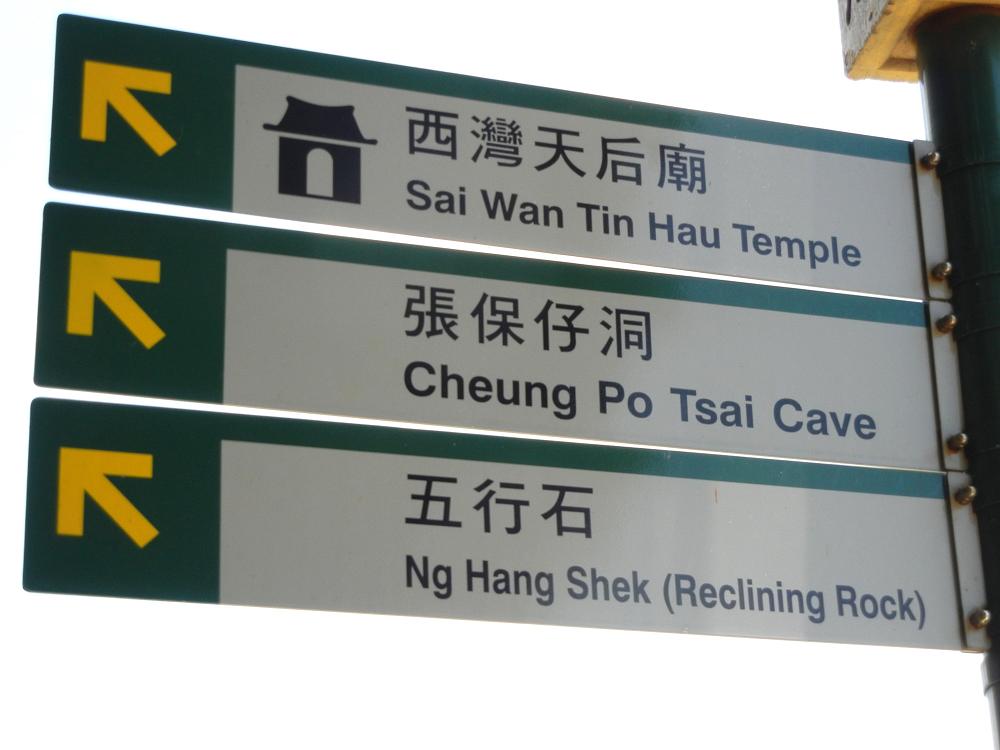 西灣天后廟
Sai Wan Tin Hau Temple
張保仔洞
Cheung Po Tsai Cave
五行石
Ng Hang Shek (Reclining Rock)